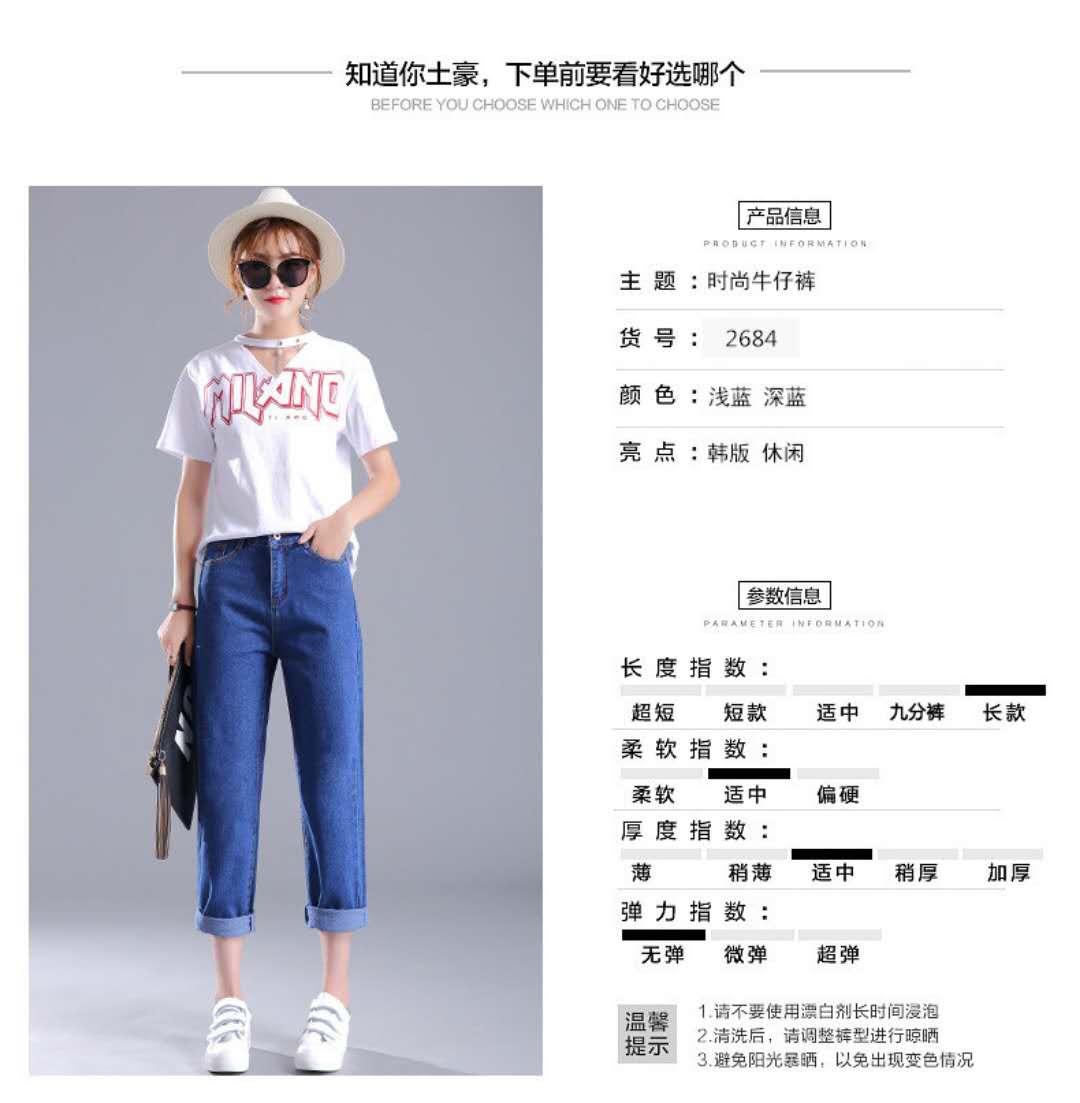 知道你土豪，下单前要看好选哪个
BEFORE YOU CHOOSE WHICH ONE TO CHOOSE
MILANO
TI AMO
产品信息
PRODUCT INFORMATION
主 题 ：时尚牛仔裤
货 号 ： 2684
颜 色 ：浅蓝 深蓝
亮 点 ：韩版 休闲
参数信息
PARAMETER INFORMATION
长 度 指 数 ：
超短 短款 适中 九分裤 长款
柔 软 指 数 ：
柔软 适中 偏硬
厚 度 指 数 ：
薄 稍薄 适中 稍厚 加厚
弹 力 指 数 ：
无弹 微弹 超弹
温馨
提示
1.请不要使用漂白剂长时间浸泡
2.清洗后，请调整裤型进行晾晒
3.避免阳光暴晒，以免出现变色情况